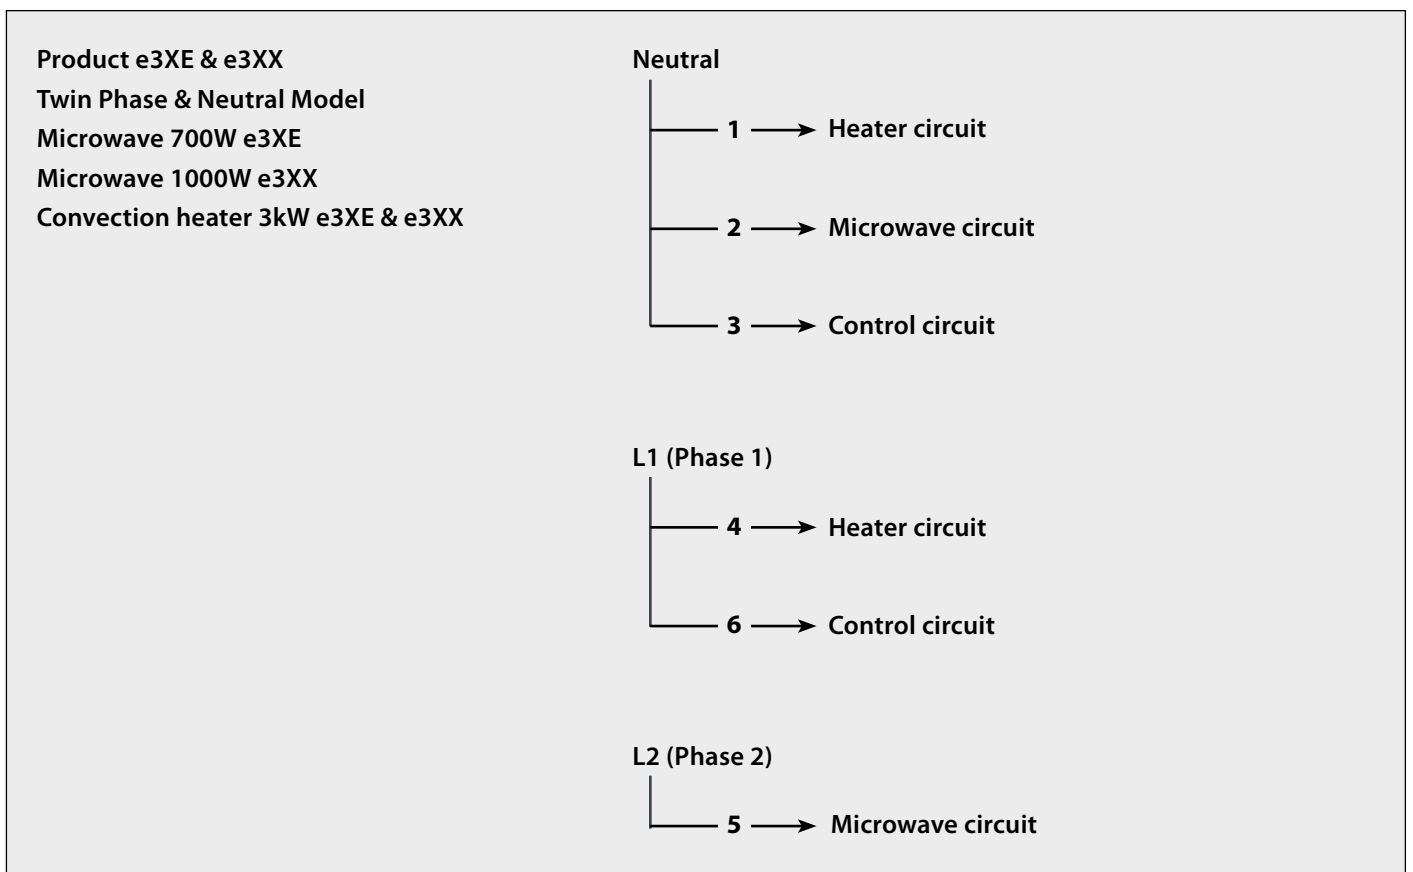 Product e3XE & e3XX
Twin Phase & Neutral Model
Microwave 700W e3XE
Microwave 1000W e3XX
Convection heater 3kW e3XE & e3XX
Neutral
1 Heater circuit
2 Microwave circuit
3 Control circuit
L1 (Phase 1)
4 Heater circuit
6 Control circuit
L2 (Phase 2)
5 Microwave circuit